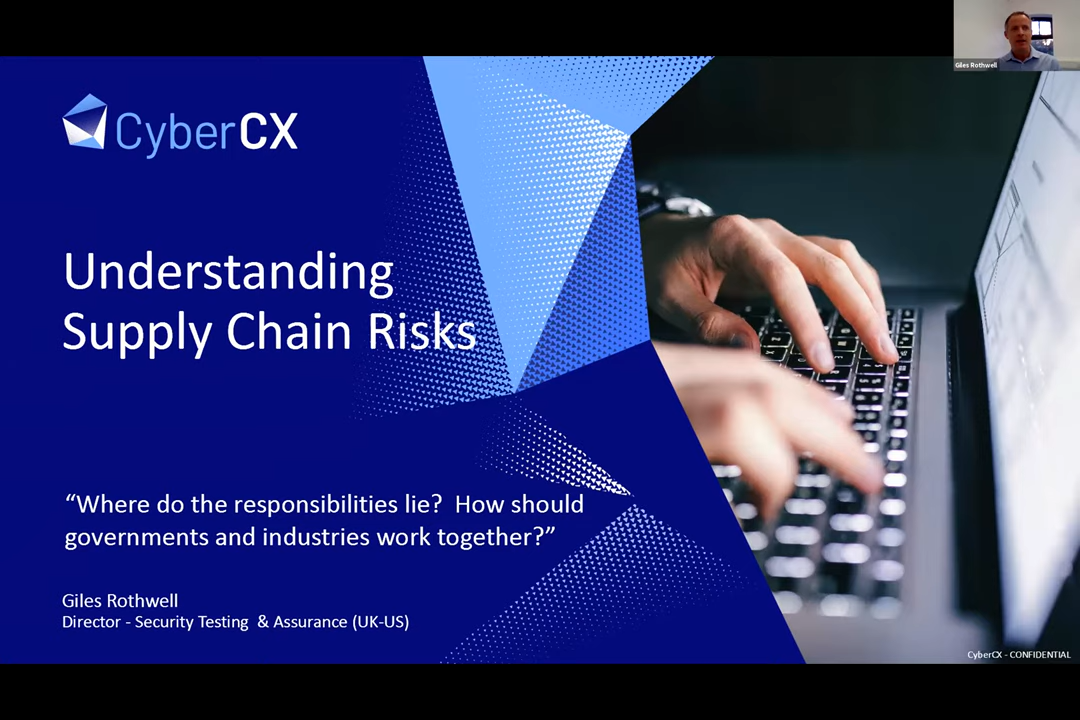 Giles Rothwell
CyberCX
Understanding
Supply Chain Risks
“Where do the responsibilities lie?  How should
governments and industries work together?”
Giles Rothwell
Director - Security Testing  & Assurance (UK-US)
CyberCX - CONFIDENTIAL